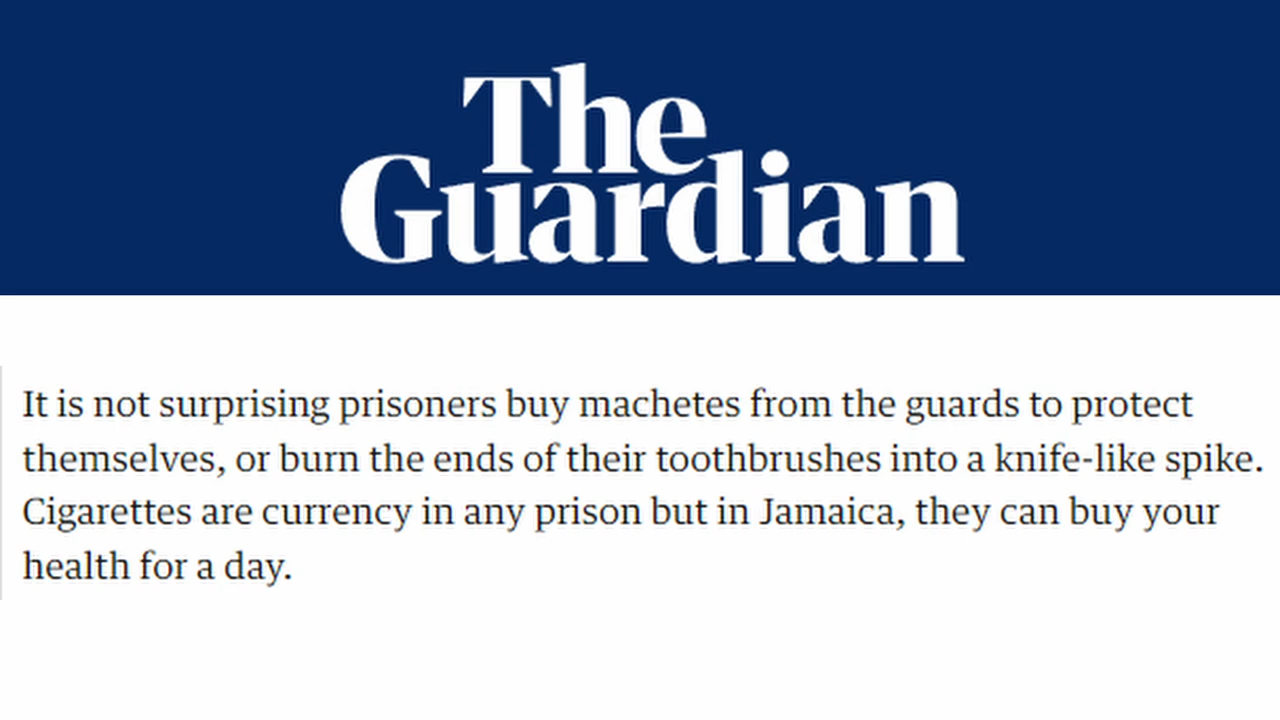 The
Guardian
It is not surprising prisoners buy machetes from the guards to protect
themselves, or burn the ends of their toothbrushes into a knife-like spike.
Cigarettes are currency in any prison but in Jamaica, they can buy your
health for a day.